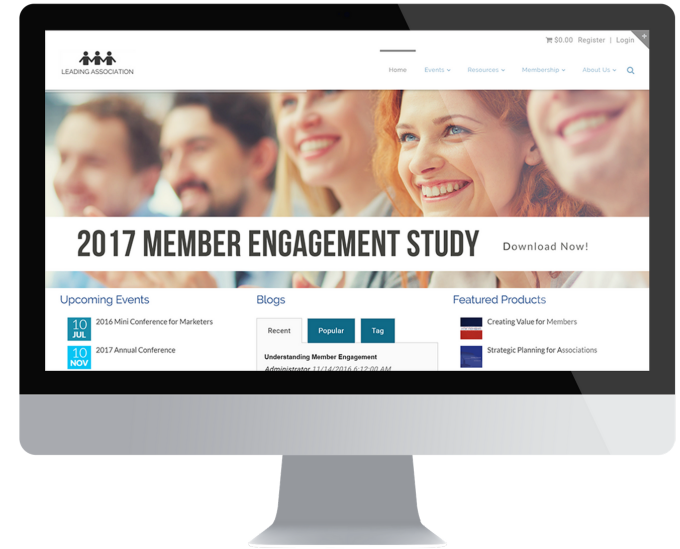 $0.00 Register | Login
LEADING ASSOCIATION
Home Events Resources Membership About Us
2017 MEMBER ENGAGEMENT STUDY Download Now!
Upcoming Events
10 JUL 2016 Mini Conference for Marketers
10 NOV 2017 Annual Conference
Blogs
Recent Popular Tag
Understanding Member Engagement
Administrator 11/14/2016 6:12:00 AM
Featured Products
Creating Value for Members
Strategic Planning for Associations